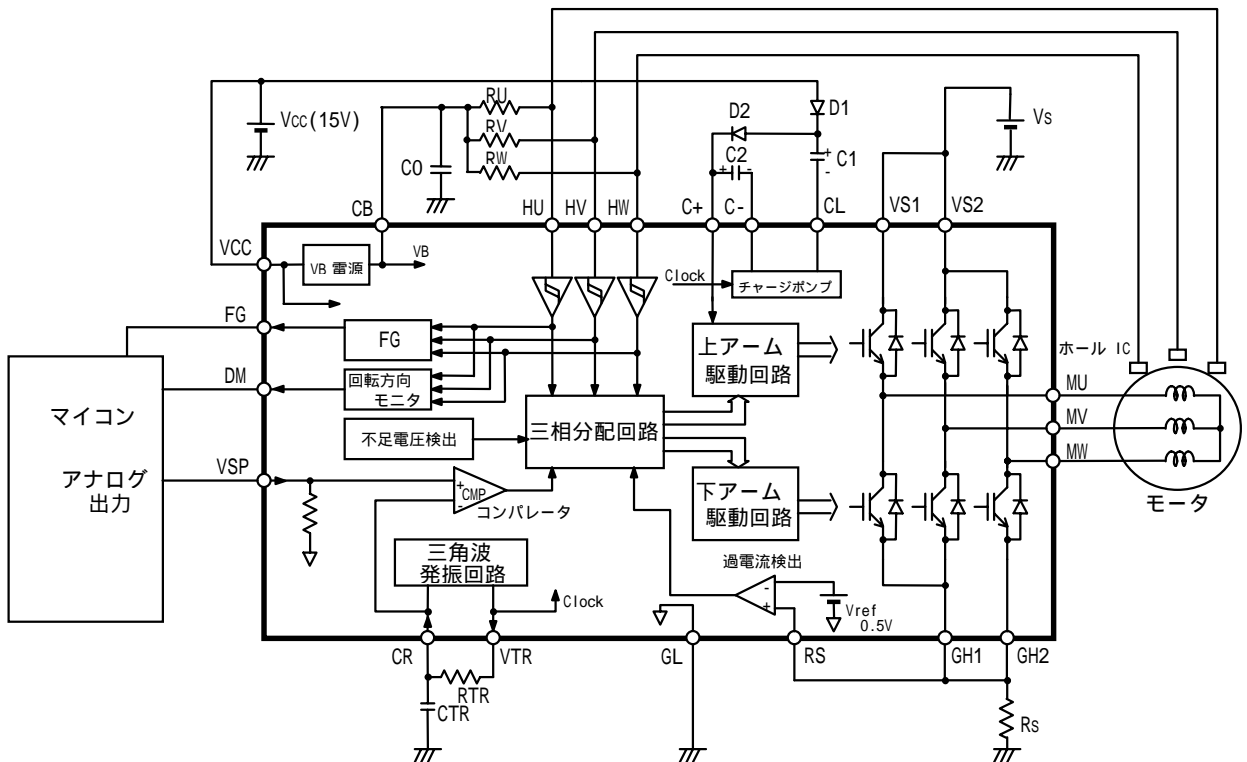 RU
Vcc(15V)
RV
RW
C0
D2
D1
C2
+
-
+
C1
-
Vs
CB
HU
HV
HW
C+
C-
CL
VS1
VS2
VCC
VB 電源
VB
Clock
チャージポンプ
FG
FG
上アーム
駆動回路
ホール IC
DM
回転方向
モニタ
MU
マイコン
不足電圧検出
三相分配回路
MV
MW
VSP
アナログ
出力
+
CMP
-
コンパレータ
下アーム
駆動回路
モータ
三角波
発振回路
過電流検出
-
+
Clock
Vref
0.5V
CR
VTR
GL
RS
GH1
GH2
RTR
CTR
Rs